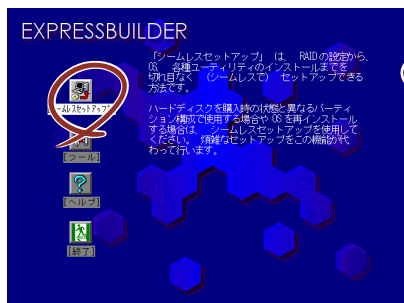 EXPRESSBUILDER
「シームレスセットアップ」 は、 RAIDの設定から、
OS、各種ユーティリティのインストールまでを
切れ目なく (シームレスで) セットアップできる
方法です。
ハードディスクを購入時の状態と異なるパーティ
ション構成で使用する場合や OS を再インストール
する場合は、 シームレスセットアップを使用して
ください。 煩雑なセットアップをこの機能が代
わって行います。
ームレスセットアップ
[ツール]
[ヘルプ]
[終了]